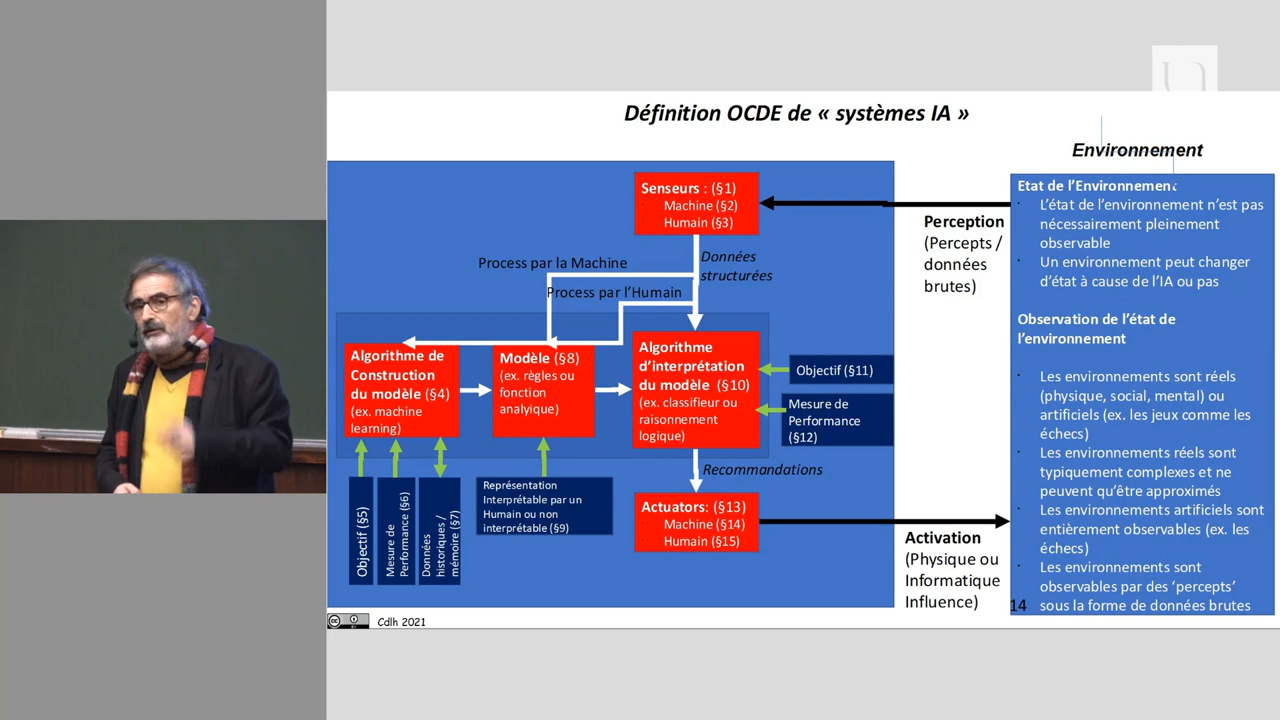 Définition OCDE de « systèmes IA »
Environnement
Senseurs : (§1)
Machine (§2)
Humain (§3)
Perception
(Percepts /
données
brutes)
Données
structurées
Process par la Machine
Process par l’Humain
Algorithme de
Construction
du modèle (§4)
(ex. machine
learning)
Modèle (§8)
(ex. règles ou
fonction
analyique)
Algorithme
d’interprétation
du modèle (§10)
(ex. classifieur ou
raisonnement
logique)
Objectif (§11)
Mesure de
Performance
(§12)
Objectif (§5)
Mesure de
Performance (§6)
Données
historiques /
mémoire (§7)
Représentation
Interprétable par un
Humain ou non
interprétable (§9)
Recommandations
Actuators: (§13)
Machine (§14)
Humain (§15)
Activation
(Physique ou
Informatique
Influence)
Etat de l’Environnement
L’état de l’environnement n’est pas
nécessairement pleinement
observable
Un environment peut changer
d’état à cause de l’IA ou pas
Observation de l’état de
l’environnement
Les environnements sont réels
(physique, social, mental) ou
artificiels (ex. les jeux comme les
échecs)
Les environnements réels sont
typiquement complexes et ne
peuvent qu’être approximés
Les environnements artificiels sont
entièrement observables (ex. les
échecs)
Les environnements sont
observables par des ‘percepts’
sous la forme de données brutes
14
cc
Cdlh 2021